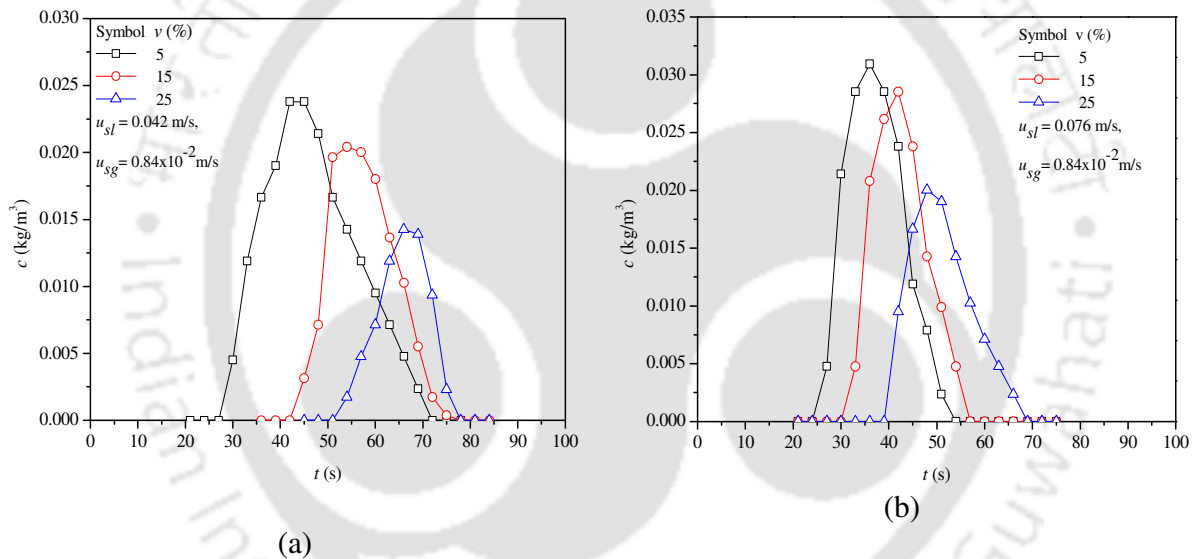 Symbol v (%)
5
15
25
u_sl = 0.042 m/s,
u_sg = 0.84x10^-2 m/s
0.030
0.025
0.020
0.015
0.010
0.005
0.000
c (kg/m^3)
0 10 20 30 40 50 60 70 80 90 100
t (s)
(a)
Symbol v (%)
5
15
25
u_sl = 0.076 m/s,
u_sg = 0.84x10^-2 m/s
0.035
0.030
0.025
0.020
0.015
0.010
0.005
0.000
c (kg/m^3)
0 10 20 30 40 50 60 70 80 90 100
t (s)
(b)
Indian In
uwahati